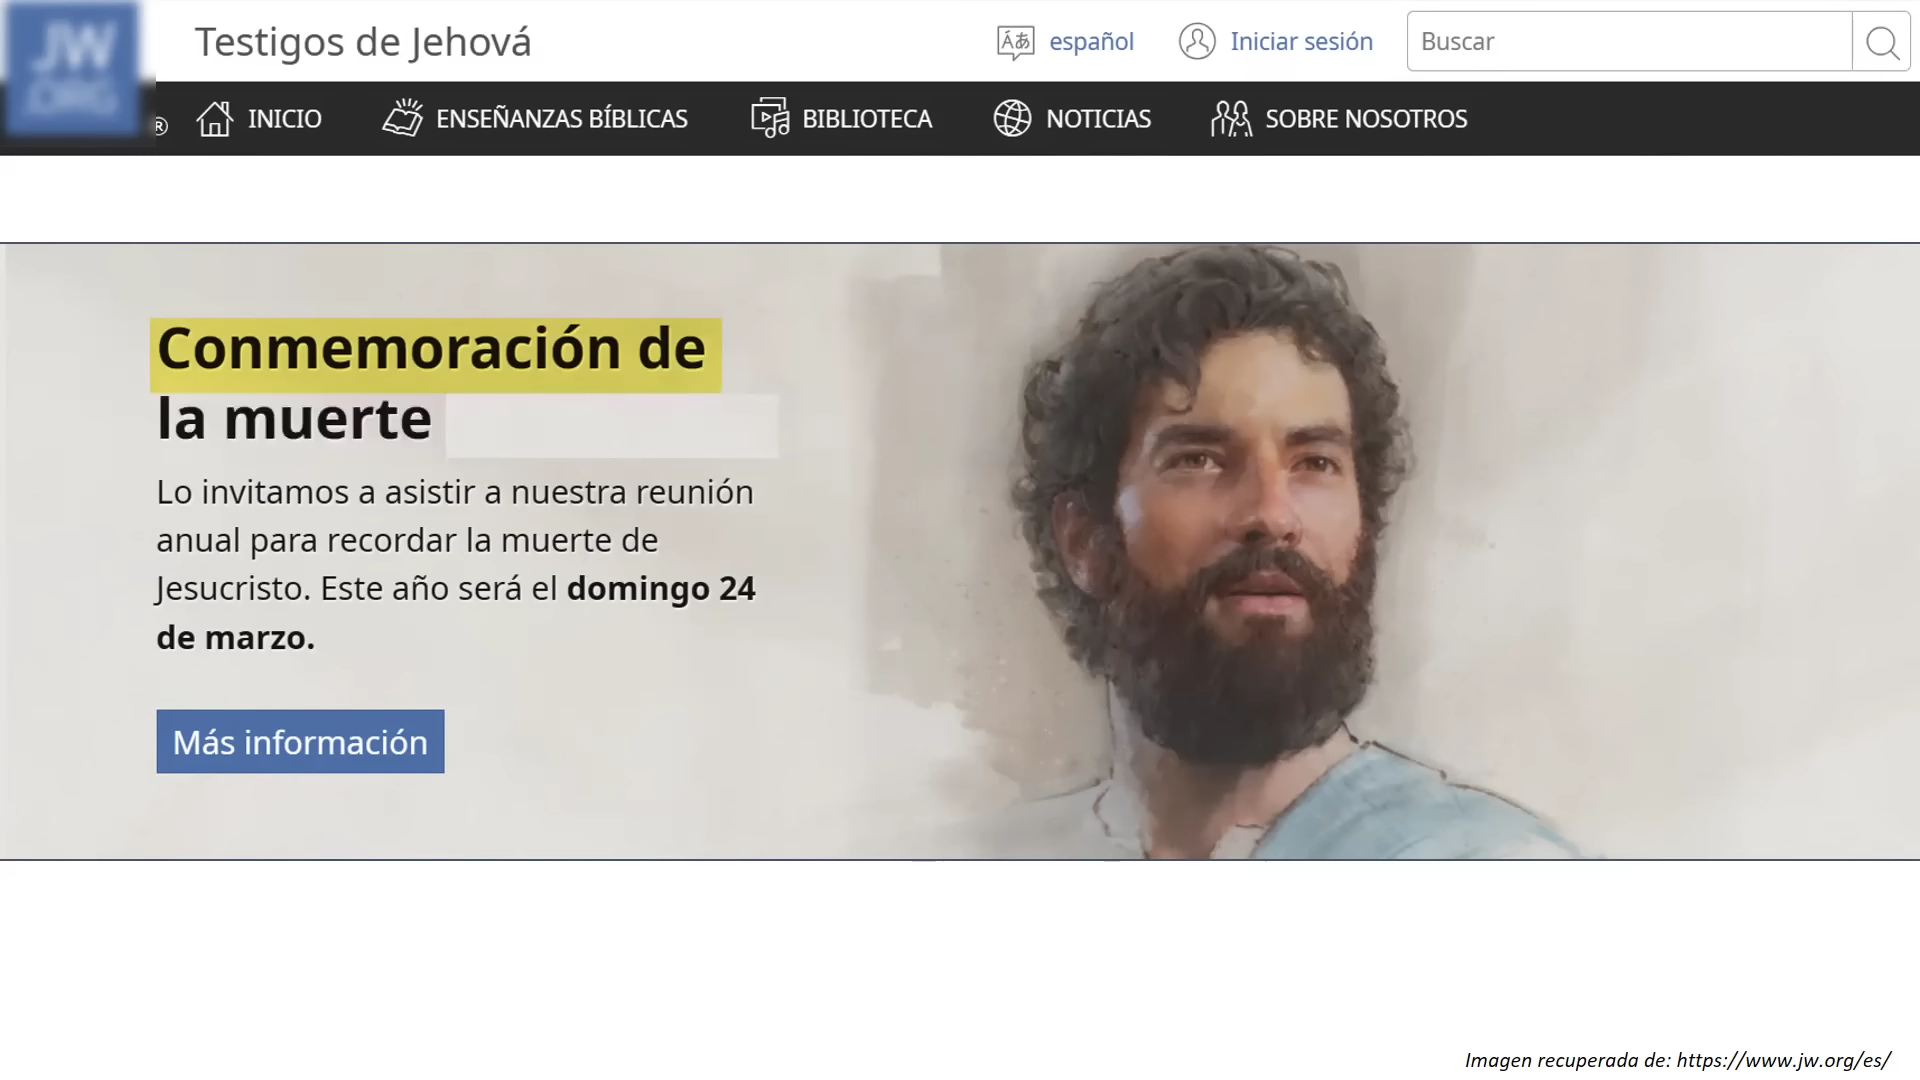 JW
.ORG
®
Testigos de Jehová
español
Iniciar sesión
Buscar
INICIO
ENSEÑANZAS BÍBLICAS
BIBLIOTECA
NOTICIAS
SOBRE NOSOTROS
Conmemoración de
la muerte
Lo invitamos a asistir a nuestra reunión
anual para recordar la muerte de
Jesucristo. Este año será el domingo 24
de marzo.
Más información
Imagen recuperada de: https://www.jw.org/es/